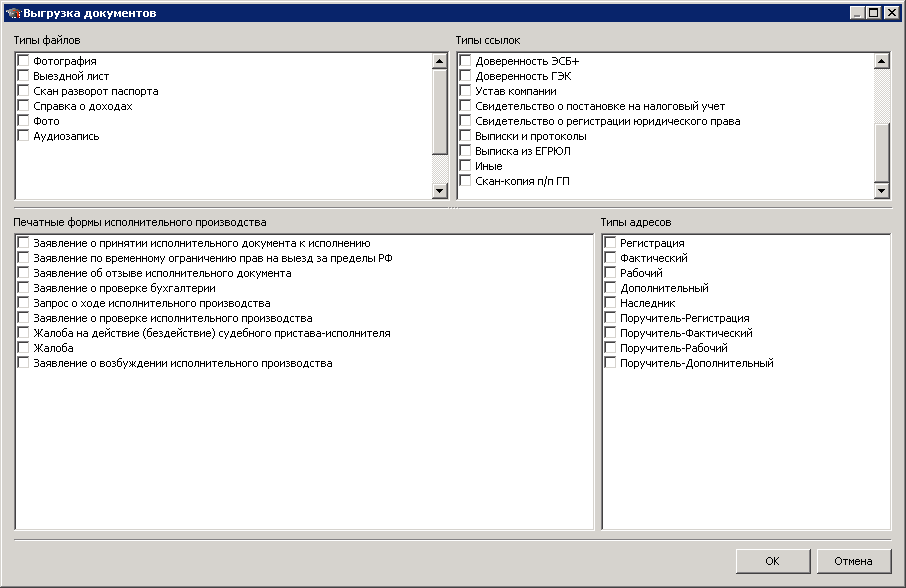 Выгрузка документов
Типы файлов
Фотография
Выездной лист
Скан разворот паспорта
Справка о доходах
Фото
Аудиозапись
Типы ссылок
Доверенность ЭСБ+
Доверенность ГЭК
Устав компании
Свидетельство о постановке на налоговый учет
Свидетельство о регистрации юридического права
Выписки и протоколы
Выписка из ЕГРЮЛ
Иные
Скан-копия п/п ГП
Печатные формы исполнительного производства
Заявление о принятии исполнительного документа к исполнению
Заявление по временному ограничению прав на выезд за пределы РФ
Заявление об отзыве исполнительного документа
Заявление о проверке бухгалтерии
Запрос о ходе исполнительного производства
Заявление о проверке исполнительного производства
Жалоба на действие (бездействие) судебного пристава-исполнителя
Жалоба
Заявление о возбуждении исполнительного производства
Типы адресов
Регистрация
Фактический
Рабочий
Дополнительный
Наследник
Поручитель-Регистрация
Поручитель-Фактический
Поручитель-Рабочий
Поручитель-Дополнительный
OK
Отмена